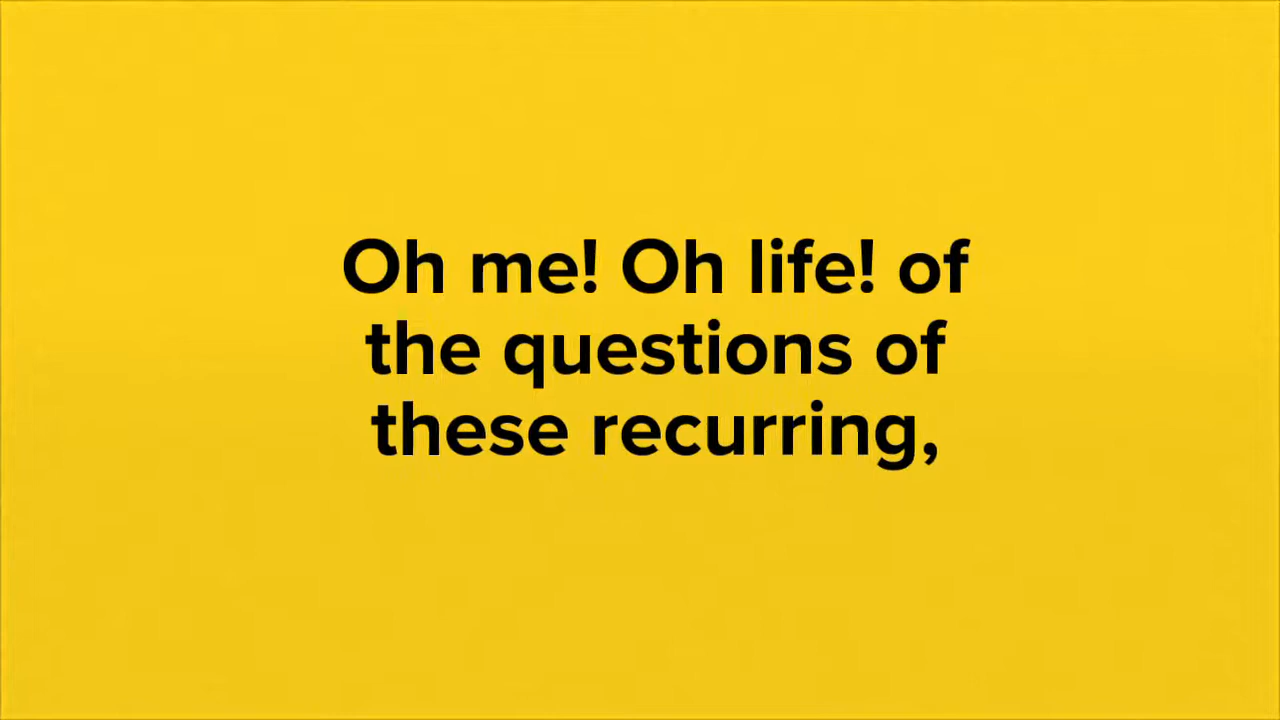 Oh me! Oh life! of
the questions of
these recurring,